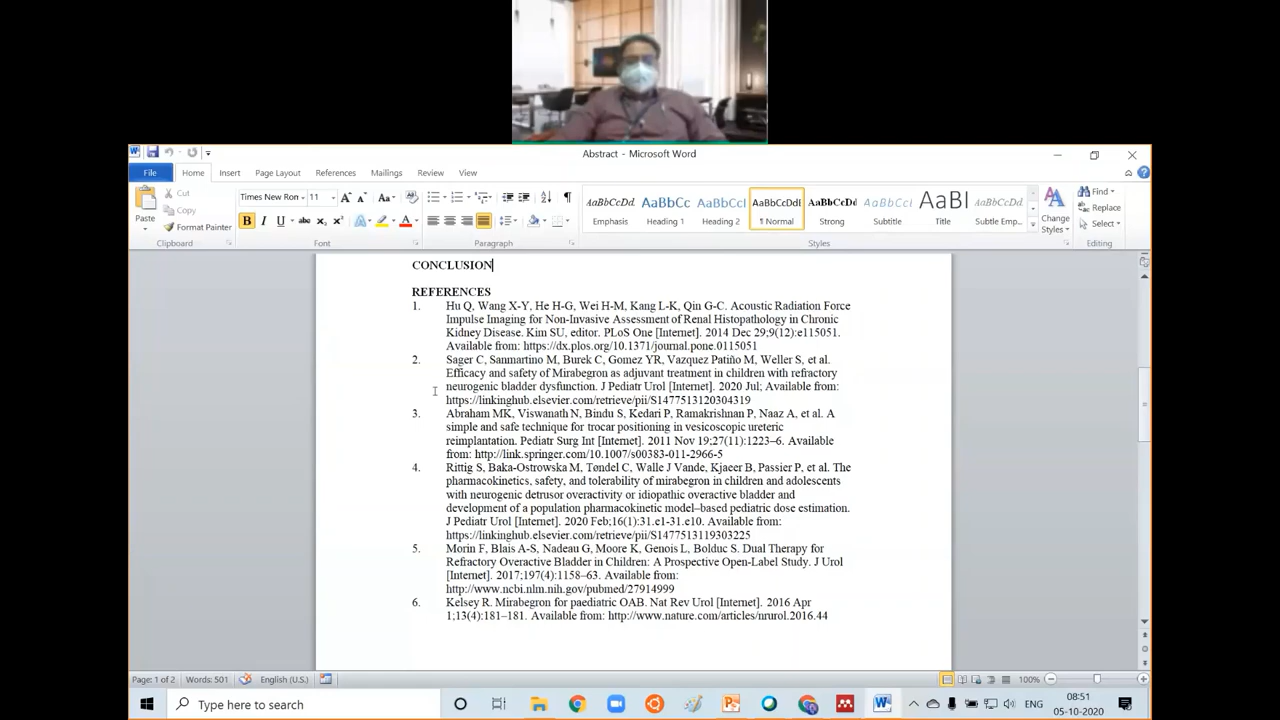 Abstract - Microsoft Word
File Home Insert Page Layout References Mailings Review View
Cut
Copy
Format Painter
Paste
Times New Ron 11
AaBbCcDd. AaBbCc AaBbCcI AaBbCcDdI AaBbCcDc AaBbCcI AaBI AaBbCcDd.
Emphasis Heading 1 Heading 2 ¶ Normal Strong Subtitle Title Subtle Emp...
Change Styles
Find
Replace
Select
Clipboard Font Paragraph Styles Editing
CONCLUSION
REFERENCES
1. Hu Q, Wang X-Y, He H-G, Wei H-M, Kang L-K, Qin G-C. Acoustic Radiation Force
Impulse Imaging for Non-Invasive Assessment of Renal Histopathology in Chronic
Kidney Disease. Kim SU, editor. PLoS One [Internet]. 2014 Dec 29;9(12):e115051.
Available from: https://dx.plos.org/10.1371/journal.pone.0115051
2. Sager C, Sanmartino M, Burek C, Gomez YR, Vazquez Patiño M, Weller S, et al.
Efficacy and safety of Mirabegron as adjuvant treatment in children with refractory
neurogenic bladder dysfunction. J Pediatr Urol [Internet]. 2020 Jul; Available from:
https://linkinghub.elsevier.com/retrieve/pii/S1477513120304319
3. Abraham MK, Viswanath N, Bindu S, Kedari P, Ramakrishnan P, Naaz A, et al. A
simple and safe technique for trocar positioning in vesicoscopic ureteric
reimplantation. Pediatr Surg Int [Internet]. 2011 Nov 19;27(11):1223–6. Available
from: http://link.springer.com/10.1007/s00383-011-2966-5
4. Rittig S, Baka-Ostrowska M, Tøndel C, Walle J Vande, Kjaeer B, Passier P, et al. The
pharmacokinetics, safety, and tolerability of mirabegron in children and adolescents
with neurogenic detrusor overactivity or idiopathic overactive bladder and
development of a population pharmacokinetic model–based pediatric dose estimation.
J Pediatr Urol [Internet]. 2020 Feb;16(1):31.e1-31.e10. Available from:
https://linkinghub.elsevier.com/retrieve/pii/S1477513119303225
5. Morin F, Blais A-S, Nadeau G, Moore K, Genois L, Bolduc S. Dual Therapy for
Refractory Overactive Bladder in Children: A Prospective Open-Label Study. J Urol
[Internet]. 2017;197(4):1158–63. Available from:
http://www.ncbi.nlm.nih.gov/pubmed/27914999
6. Kelsey R. Mirabegron for paediatric OAB. Nat Rev Urol [Internet]. 2016 Apr
1;13(4):181–181. Available from: http://www.nature.com/articles/nrurol.2016.44
Page: 1 of 2 Words: 501 English (U.S.) 100%
Type here to search
ENG
08:51
05-10-2020